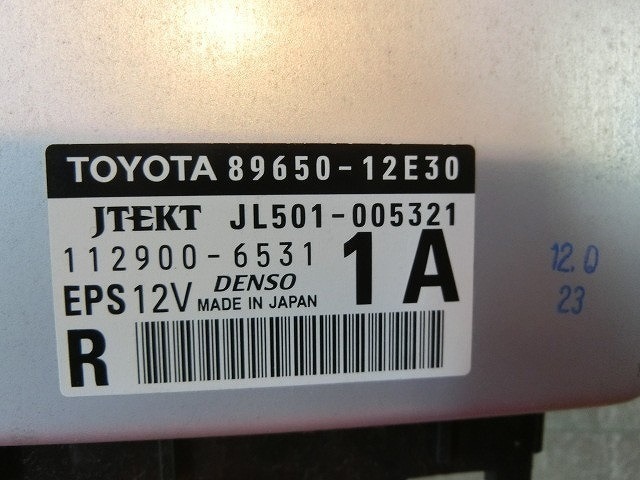 TOYOTA 89650-12E30
JTEKT JL501-005321
112900-6531 1A
DENSO
EPS 12V MADE IN JAPAN
R
12.0
23